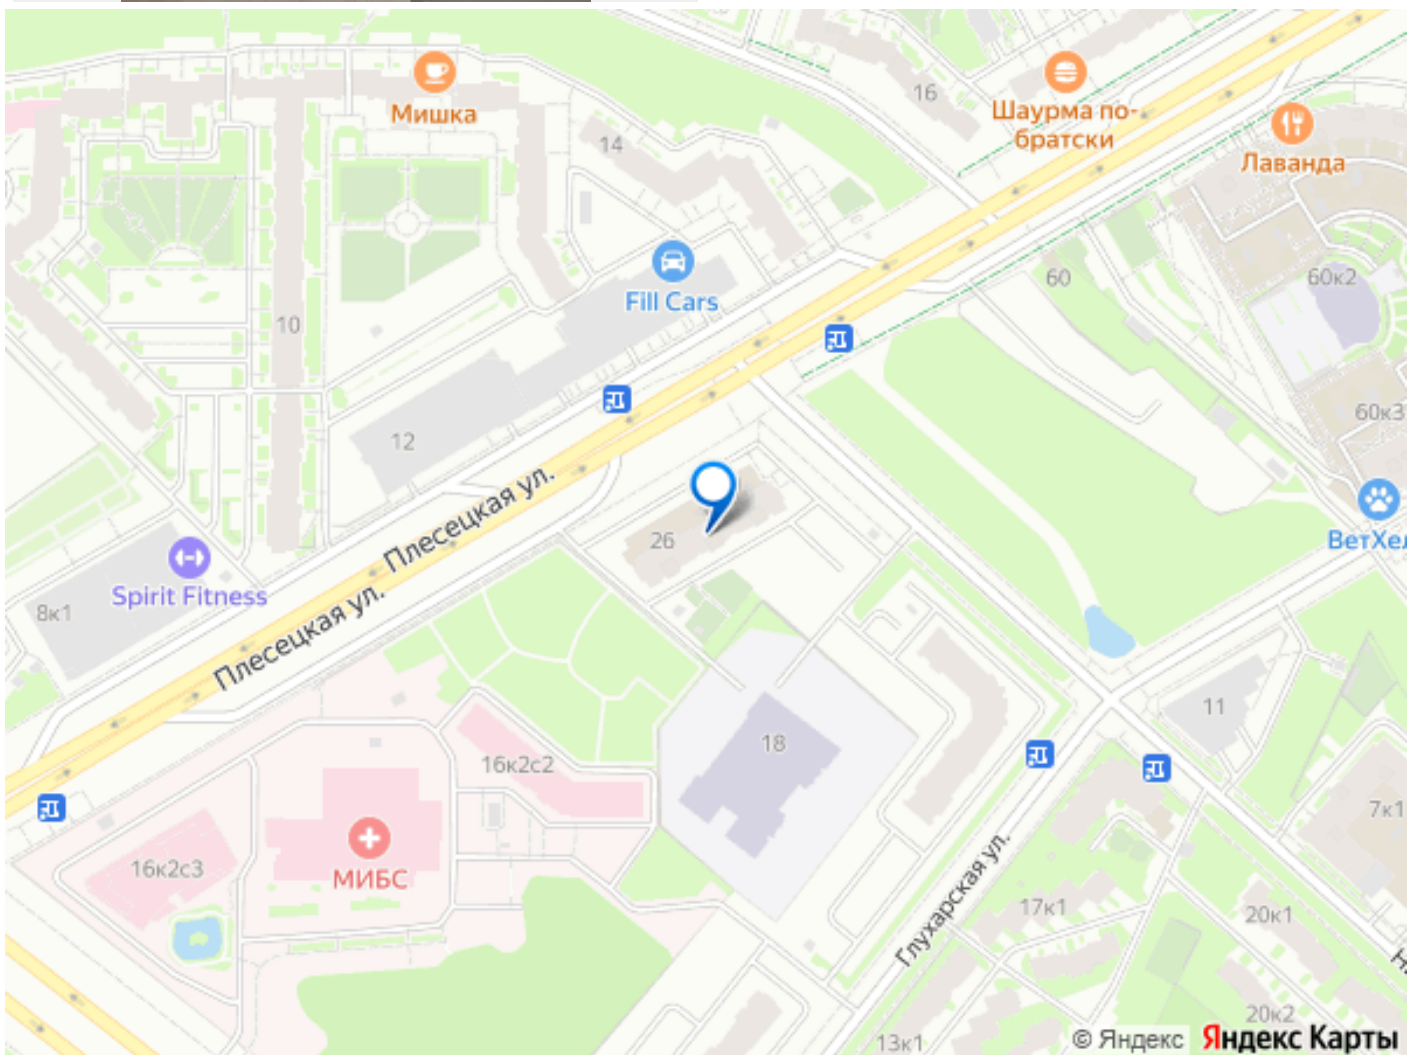 Мишка
16
Шаурма по-
братски
Лаванда
14
Fill Cars
60
60к2
10
60к3
12
Плесецкая ул.
26
ВетХел
Spirit Fitness
8к1
Плесецкая ул.
11
18
16к2с2
7к1
16к2с3
МИБС
Глухарская ул.
17к1
20к1
Н
20к2
13к1
© Яндекс Яндекс Карты